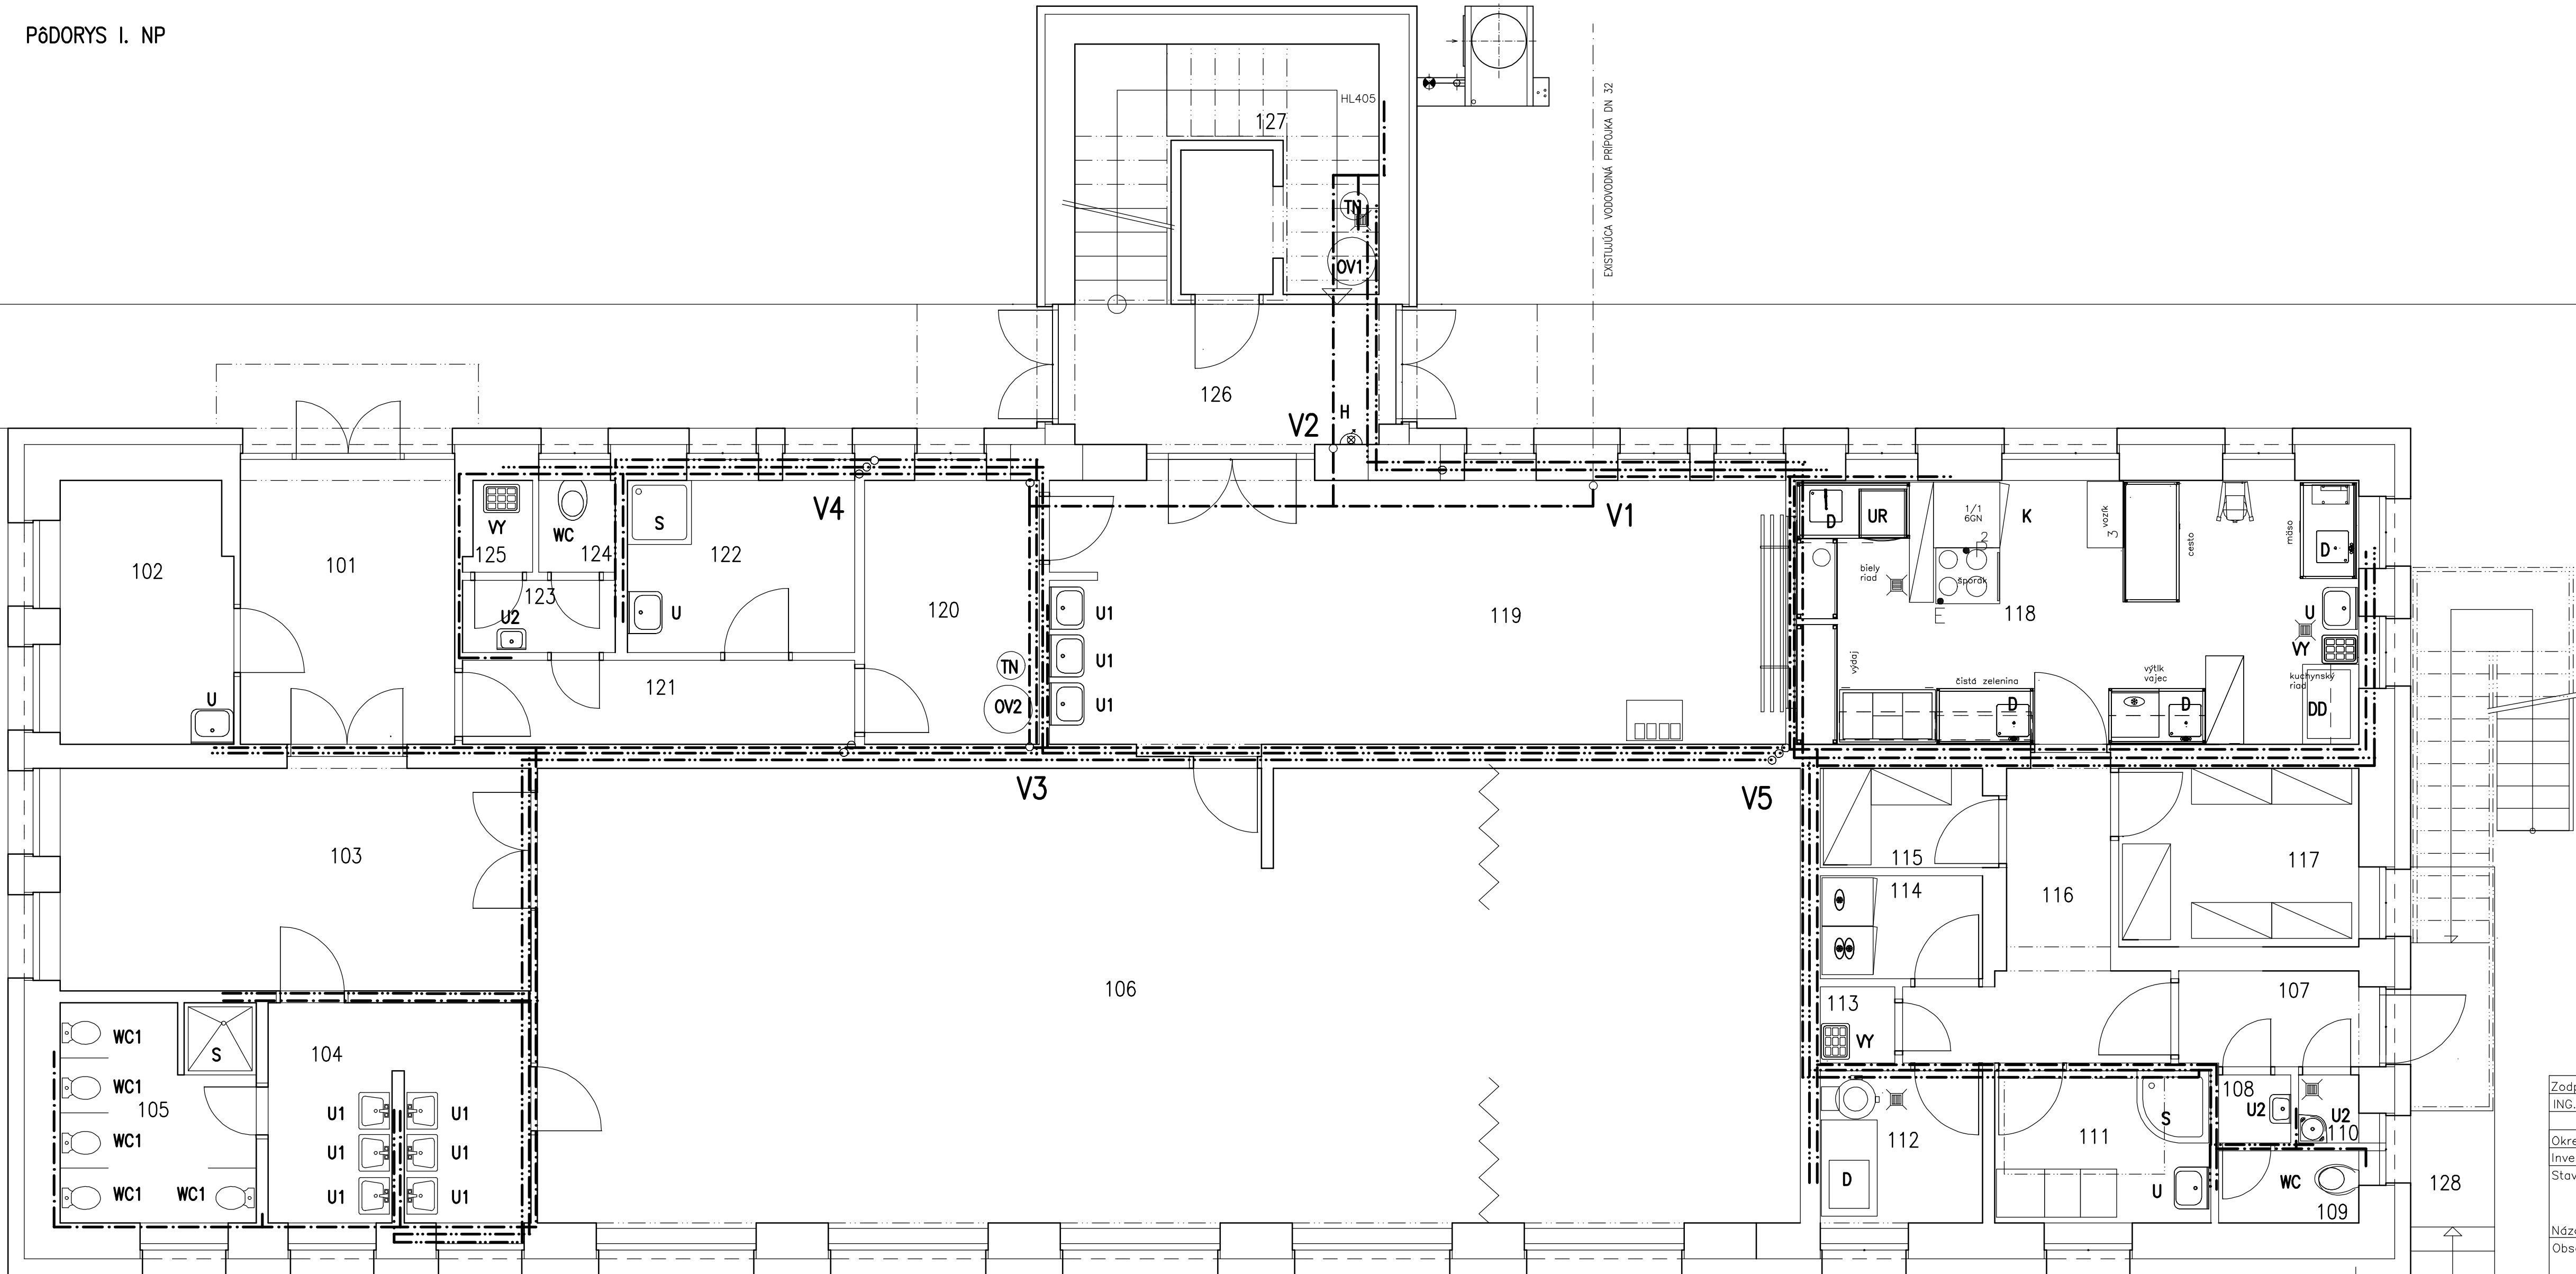 PôDORYS I. NP
HL405
127
TN
OV1
EXISTUJÚCA VODOVODNÁ PRÍPOJKA DN 32
126
V2
H
102
101
VY
125
WC
124
123
U2
S
122
U
V4
120
TN
OV2
121
U
U1
U1
U1
119
V1
D
UR
1/1
6GN
K
2
3
vozík
cesto
mäso
D
biely
riad
šporák
E
118
U
VY
výdaj
čistá zelenina
D
výtlk
vajec
D
kuchynský
riad
DD
V3
V5
103
106
115
114
116
117
113
VY
107
WC1
WC1
WC1
WC1
WC1
S
105
104
U1
U1
U1
U1
U1
U1
112
D
111
S
U
108
U2
U2
110
WC
109
128
ING.